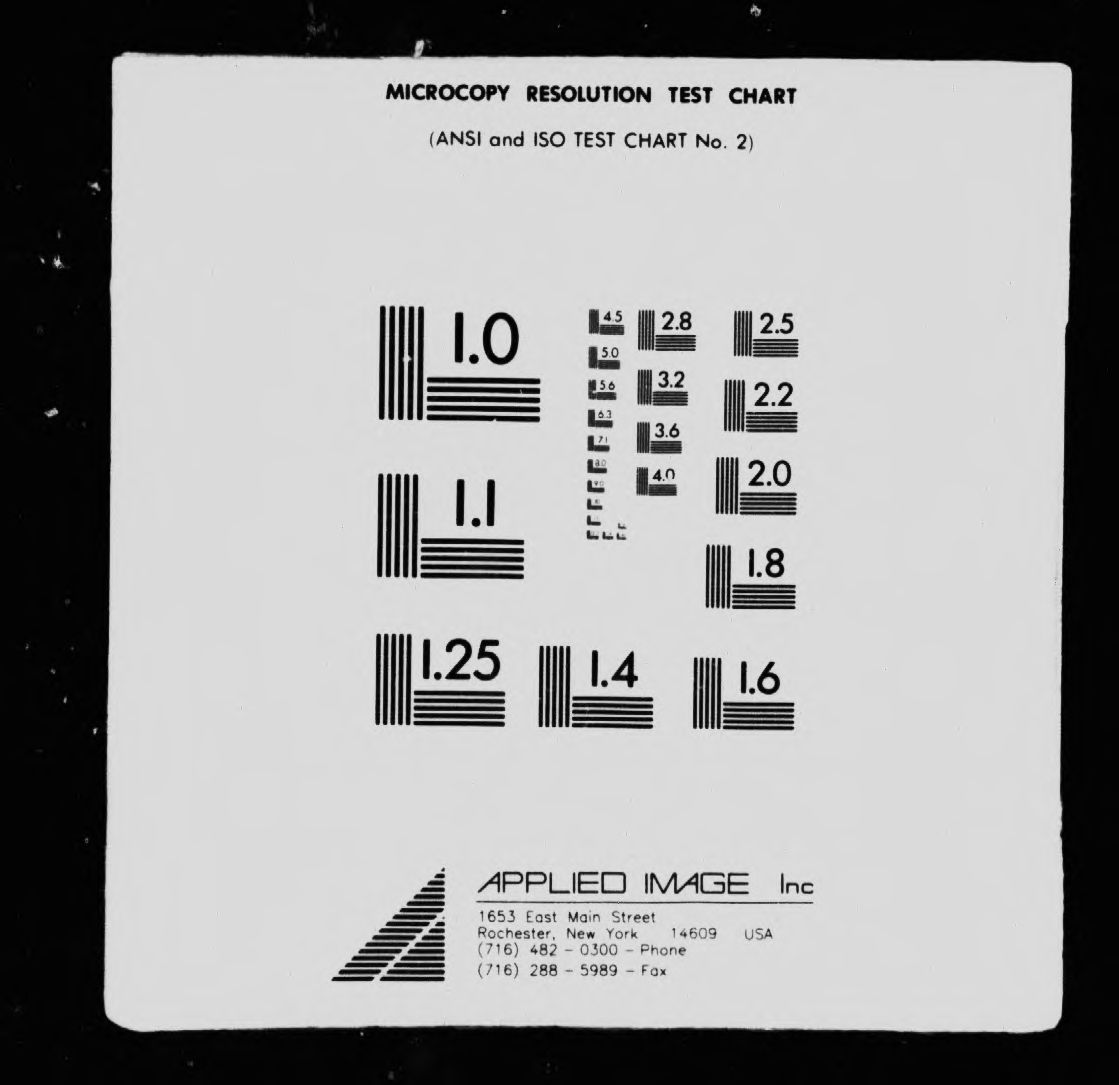 MICROCOPY RESOLUTION TEST CHART
(ANSI and ISO TEST CHART No. 2)
1.0
1.1
1.25
1.4
1.6
1.8
2.0
2.2
2.5
2.8
3.2
3.6
4.0
4.5
5.0
5.6
6.3
7.1
8.0
9.0
APPLIED IMAGE Inc
1653 East Main Street
Rochester, New York 14609 USA
(716) 482 - 0300 - Phone
(716) 288 - 5989 - Fax